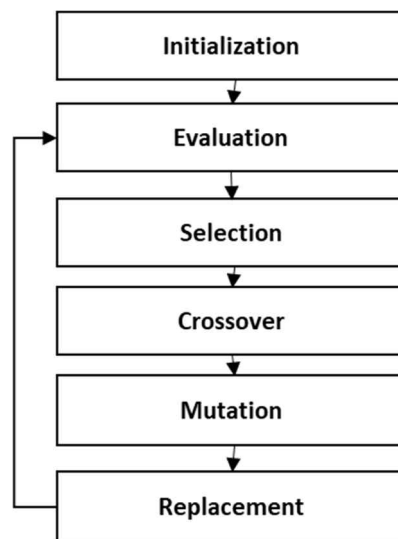 Initialization
Evaluation
Selection
Crossover
Mutation
Replacement